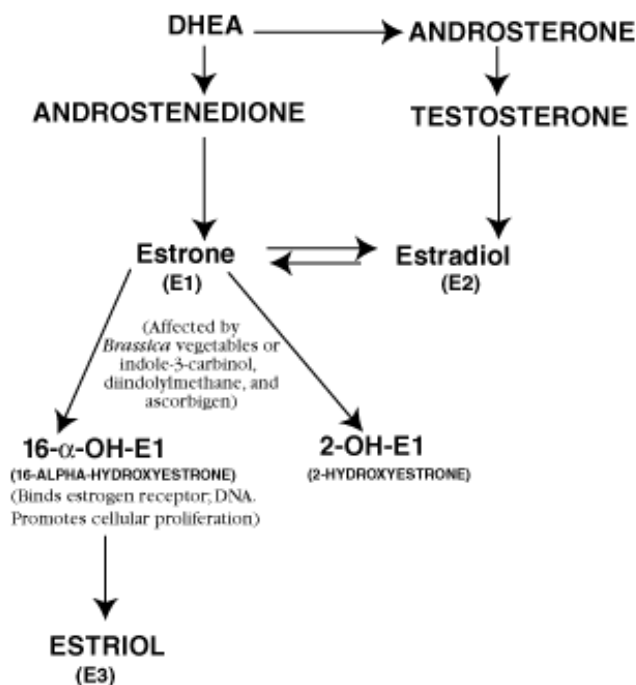 DHEA
ANDROSTERONE
ANDROSTENEDIONE
TESTOSTERONE
Estrone
(E1)
Estradiol
(E2)
(Affected by
Brassica vegetables or
indole-3-carbinol,
diindolylmethane, and
ascorbigen)
16-α-OH-E1
(16-ALPHA-HYDROXYESTRONE)
(Binds estrogen receptor; DNA.
Promotes cellular proliferation)
2-OH-E1
(2-HYDROXYESTRONE)
ESTRIOL
(E3)